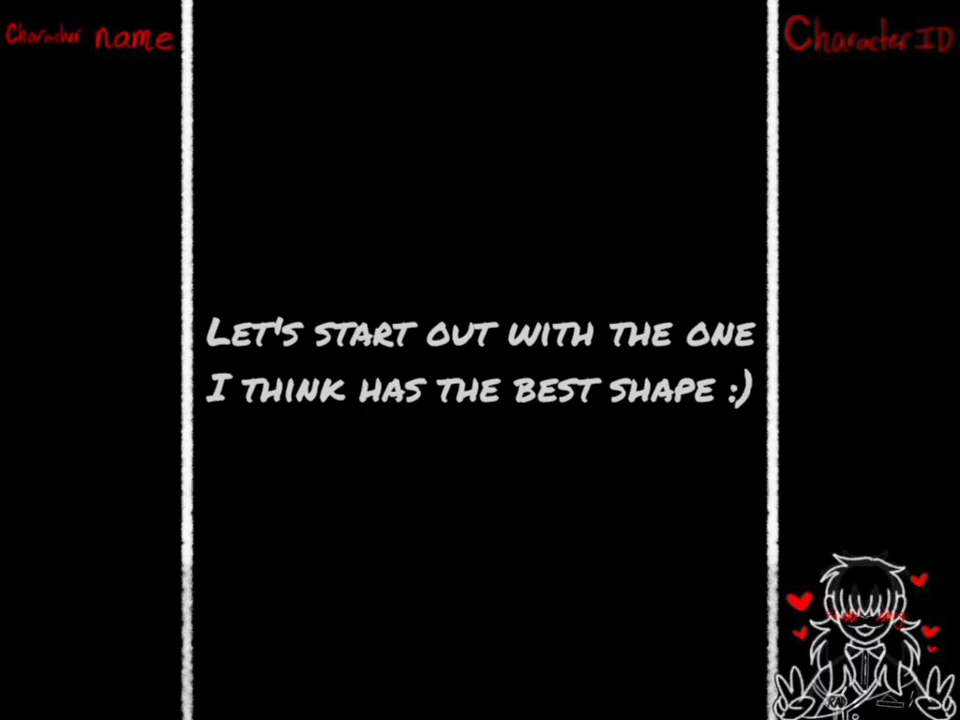 Character name
Character ID
Let's start out with the one
I think has the best shape :)